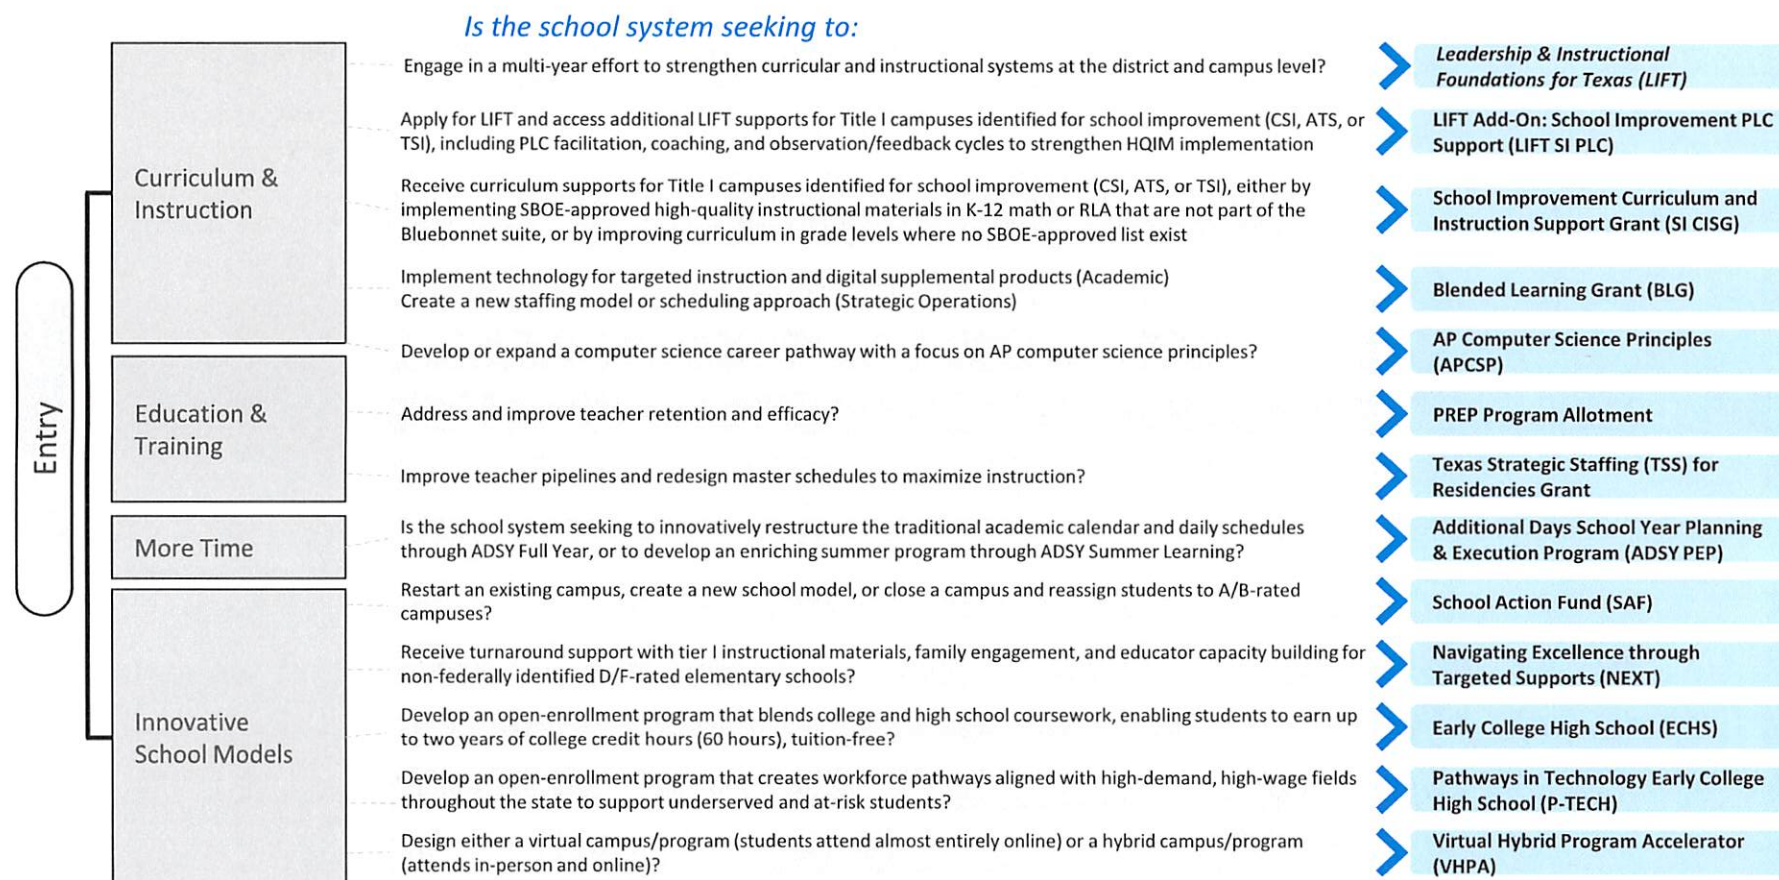 Is the school system seeking to:
Entry
Curriculum &
Instruction
Engage in a multi-year effort to strengthen curricular and instructional systems at the district and campus level?
Leadership & Instructional
Foundations for Texas (LIFT)
Apply for LIFT and access additional LIFT supports for Title I campuses identified for school improvement (CSI, ATS, or
TSI), including PLC facilitation, coaching, and observation/feedback cycles to strengthen HQIM implementation
LIFT Add-On: School Improvement PLC
Support (LIFT SI PLC)
Receive curriculum supports for Title I campuses identified for school improvement (CSI, ATS, or TSI), either by
implementing SBOE-approved high-quality instructional materials in K-12 math or RLA that are not part of the
Bluebonnet suite, or by improving curriculum in grade levels where no SBOE-approved list exist
School Improvement Curriculum and
Instruction Support Grant (SI CISG)
Implement technology for targeted instruction and digital supplemental products (Academic)
Create a new staffing model or scheduling approach (Strategic Operations)
Blended Learning Grant (BLG)
Develop or expand a computer science career pathway with a focus on AP computer science principles?
AP Computer Science Principles
(APCSP)
Education &
Training
Address and improve teacher retention and efficacy?
PREP Program Allotment
Improve teacher pipelines and redesign master schedules to maximize instruction?
Texas Strategic Staffing (TSS) for
Residencies Grant
More Time
Is the school system seeking to innovatively restructure the traditional academic calendar and daily schedules
through ADSY Full Year, or to develop an enriching summer program through ADSY Summer Learning?
Additional Days School Year Planning
& Execution Program (ADSY PEP)
Innovative
School Models
Restart an existing campus, create a new school model, or close a campus and reassign students to A/B-rated
campuses?
School Action Fund (SAF)
Receive turnaround support with tier I instructional materials, family engagement, and educator capacity building for
non-federally identified D/F-rated elementary schools?
Navigating Excellence through
Targeted Supports (NEXT)
Develop an open-enrollment program that blends college and high school coursework, enabling students to earn up
to two years of college credit hours (60 hours), tuition-free?
Early College High School (ECHS)
Develop an open-enrollment program that creates workforce pathways aligned with high-demand, high-wage fields
throughout the state to support underserved and at-risk students?
Pathways in Technology Early College
High School (P-TECH)
Design either a virtual campus/program (students attend almost entirely online) or a hybrid campus/program
(attends in-person and online)?
Virtual Hybrid Program Accelerator
(VHPA)